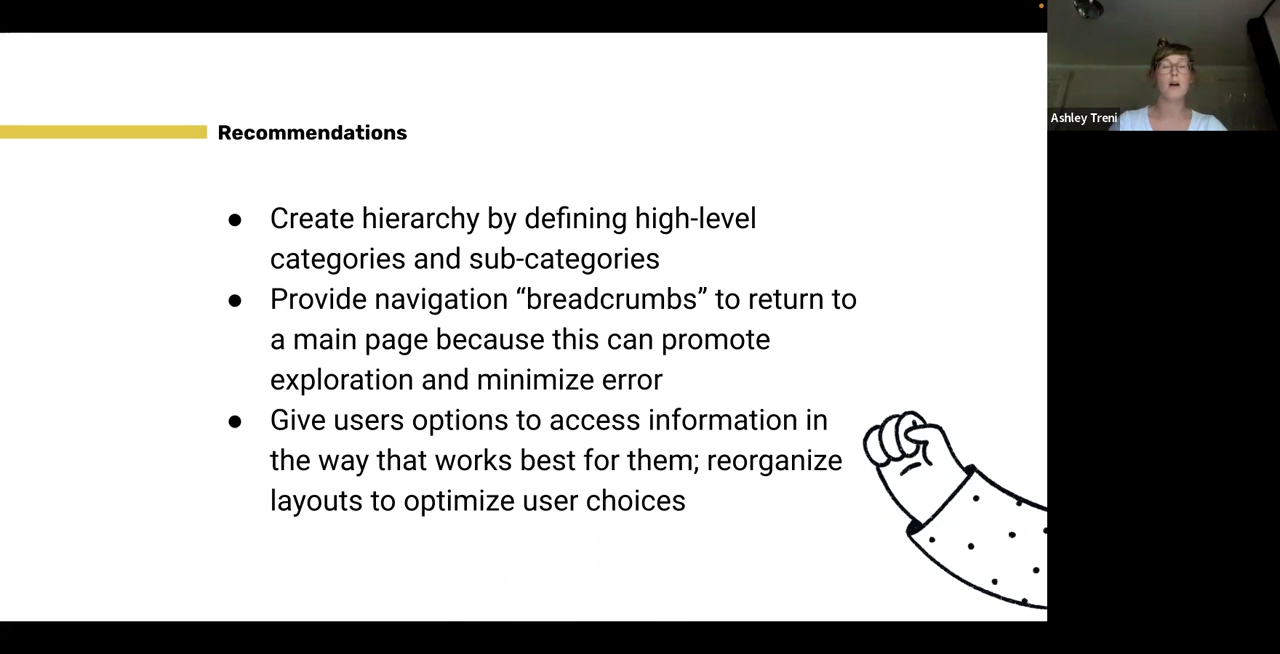 Recommendations
● Create hierarchy by defining high-level
categories and sub-categories
● Provide navigation “breadcrumbs” to return to
a main page because this can promote
exploration and minimize error
● Give users options to access information in
the way that works best for them; reorganize
layouts to optimize user choices
Ashley Treni